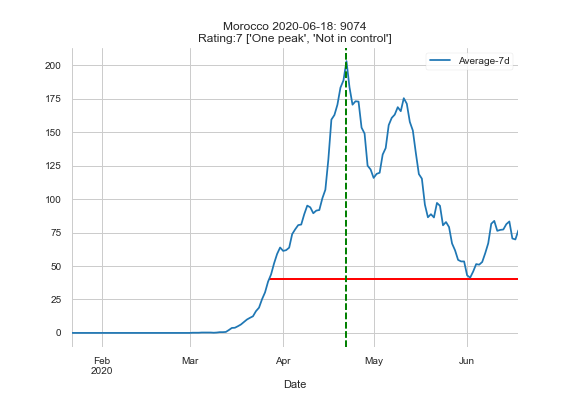 Morocco 2020-06-18: 9074
Rating:7 ['One peak', 'Not in control']
Average-7d
200
175
150
125
100
75
50
25
0
Feb
2020
Mar
Apr
May
Jun
Date